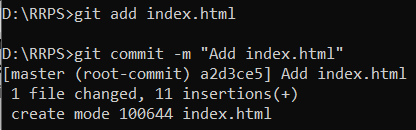 D:\RRPS>git add index.html
D:\RRPS>git commit -m "Add index.html"
[master (root-commit) a2d3ce5] Add index.html
 1 file changed, 11 insertions(+)
 create mode 100644 index.html